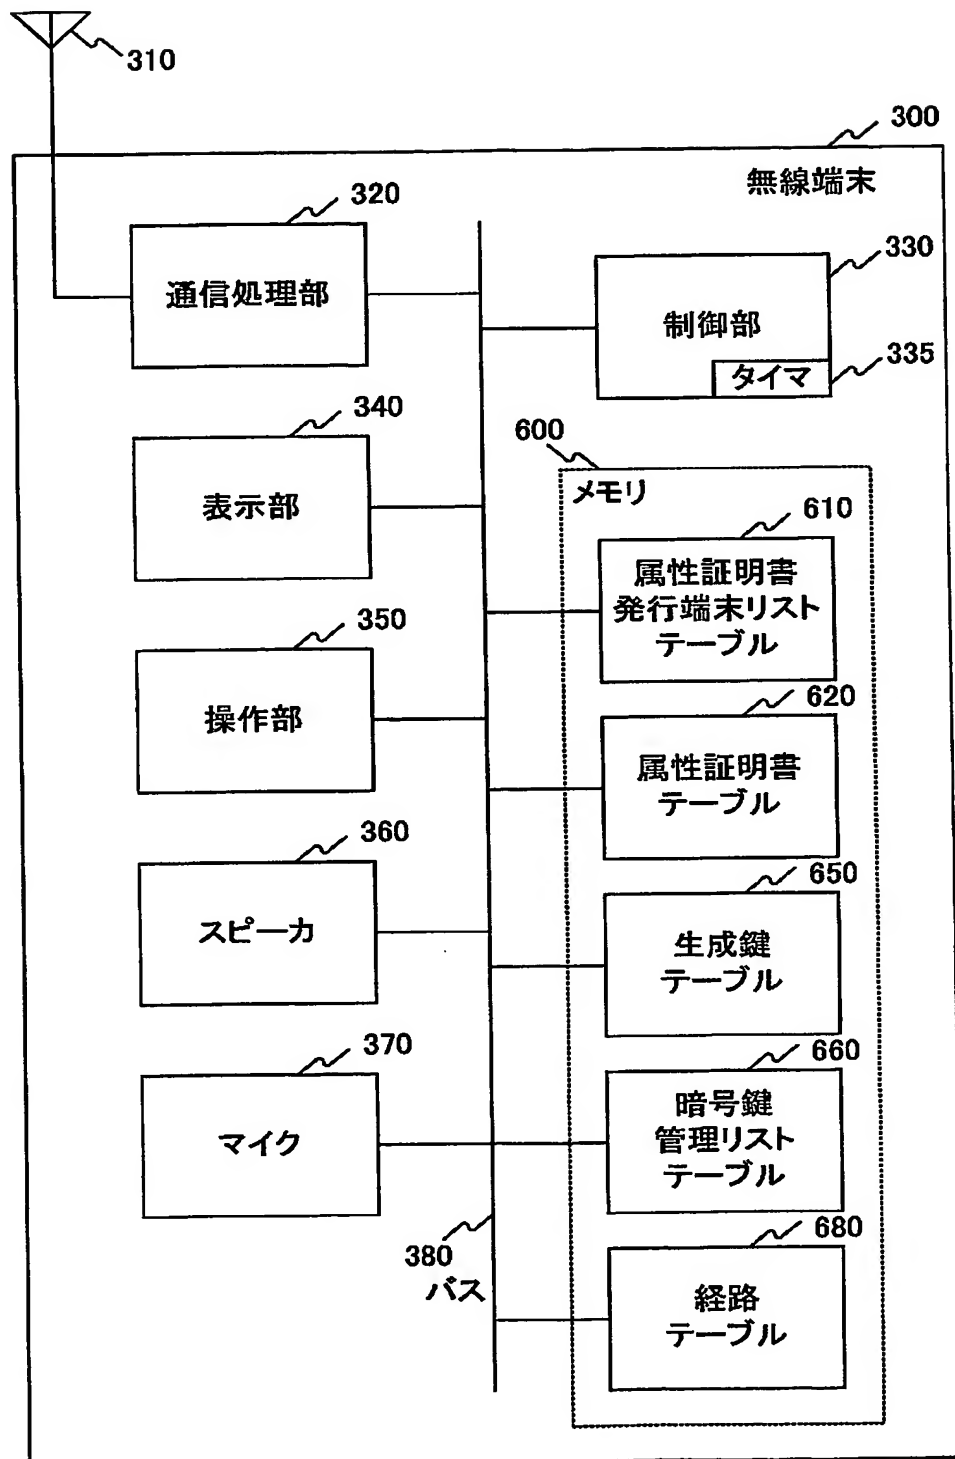 310
300
無線端末
320
通信処理部
330
制御部
335
タイマ
340
表示部
600
メモリ
610
属性証明書
発行端末リスト
テーブル
350
操作部
620
属性証明書
テーブル
360
スピーカ
650
生成鍵
テーブル
370
マイク
660
暗号鍵
管理リスト
テーブル
380
バス
680
経路
テーブル